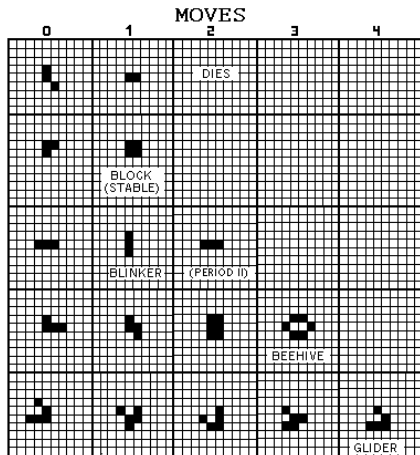 MOVES
0 1 2 3 4
DIES
BLOCK
(STABLE)
BLINKER (PERIOD II)
BEEHIVE
GLIDER